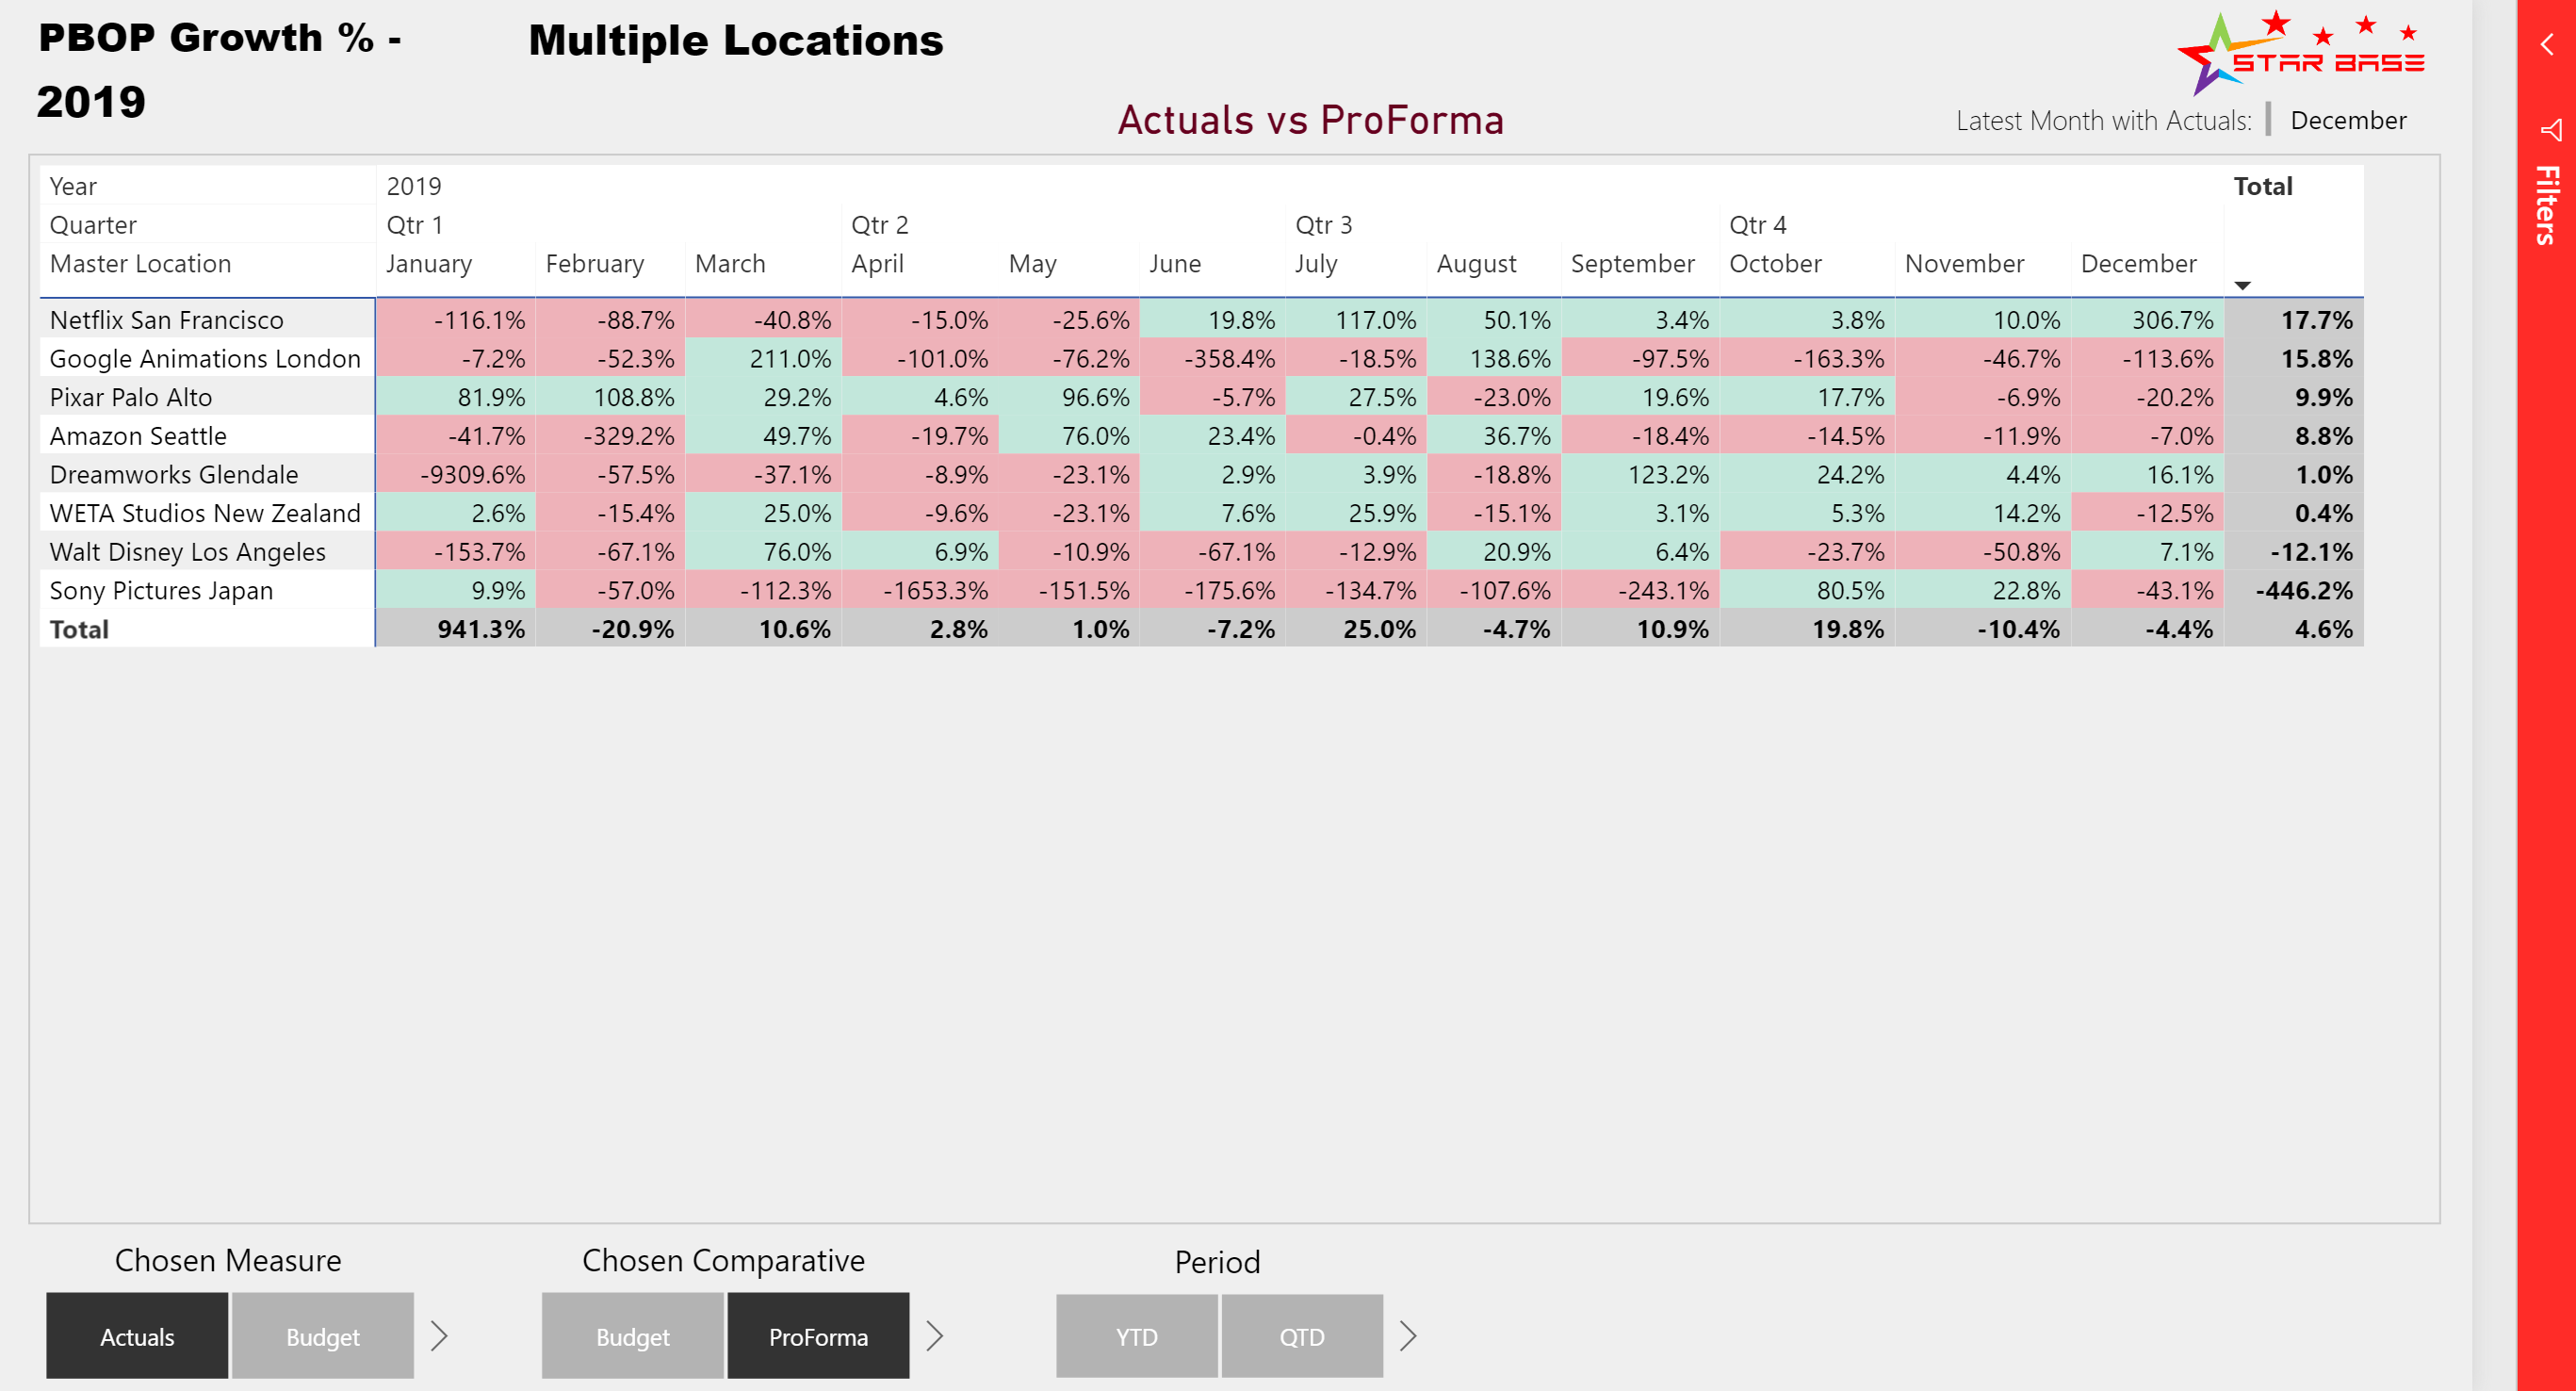 PBOP Growth % -
2019
Multiple Locations
STAR BASE
Actuals vs ProForma
Latest Month with Actuals: December
Year 2019 Total
Quarter Qtr 1 Qtr 2 Qtr 3 Qtr 4
Master Location January February March April May June July August September October November December
Netflix San Francisco -116.1% -88.7% -40.8% -15.0% -25.6% 19.8% 117.0% 50.1% 3.4% 3.8% 10.0% 306.7% 17.7%
Google Animations London -7.2% -52.3% 211.0% -101.0% -76.2% -358.4% -18.5% 138.6% -97.5% -163.3% -46.7% -113.6% 15.8%
Pixar Palo Alto 81.9% 108.8% 29.2% 4.6% 96.6% -5.7% 27.5% -23.0% 19.6% 17.7% -6.9% -20.2% 9.9%
Amazon Seattle -41.7% -329.2% 49.7% -19.7% 76.0% 23.4% -0.4% 36.7% -18.4% -14.5% -11.9% -7.0% 8.8%
Dreamworks Glendale -9309.6% -57.5% -37.1% -8.9% -23.1% 2.9% 3.9% -18.8% 123.2% 24.2% 4.4% 16.1% 1.0%
WETA Studios New Zealand 2.6% -15.4% 25.0% -9.6% -23.1% 7.6% 25.9% -15.1% 3.1% 5.3% 14.2% -12.5% 0.4%
Walt Disney Los Angeles -153.7% -67.1% 76.0% 6.9% -10.9% -67.1% -12.9% 20.9% 6.4% -23.7% -50.8% 7.1% -12.1%
Sony Pictures Japan 9.9% -57.0% -112.3% -1653.3% -151.5% -175.6% -134.7% -107.6% -243.1% 80.5% 22.8% -43.1% -446.2%
Total 941.3% -20.9% 10.6% 2.8% 1.0% -7.2% 25.0% -4.7% 10.9% 19.8% -10.4% -4.4% 4.6%
Chosen Measure Chosen Comparative Period
Actuals Budget Budget ProForma YTD QTD
Filters